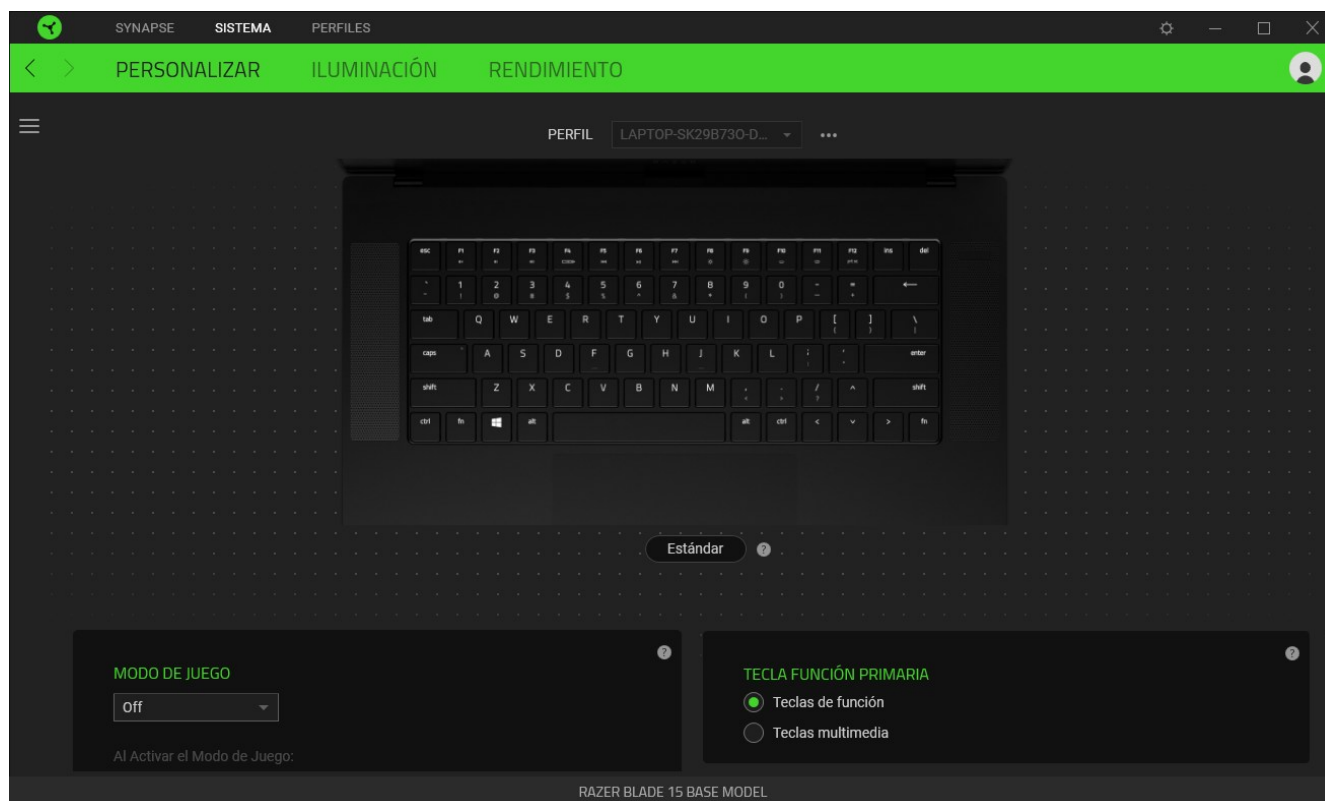 SYNAPSE SISTEMA PERFILES
PERSONALIZAR ILUMINACIÓN RENDIMIENTO
PERFIL LAPTOP-SK29B73O-D... 
esc F1 F2 F3 F4 F5 F6 F7 F8 F9 F10 F11 F12 ins del
1 2 3 4 5 6 7 8 9 0 - =
tab Q W E R T Y U I O P [ ] \
caps A S D F G H J K L ; ' enter
shift Z X C V B N M , . / ^ shift
ctrl fn alt alt ctrl < v > fn
Estándar ?
MODO DE JUEGO ?
Off
Al Activar el Modo de Juego:
TECLA FUNCIÓN PRIMARIA ?
Teclas de función
Teclas multimedia
RAZER BLADE 15 BASE MODEL